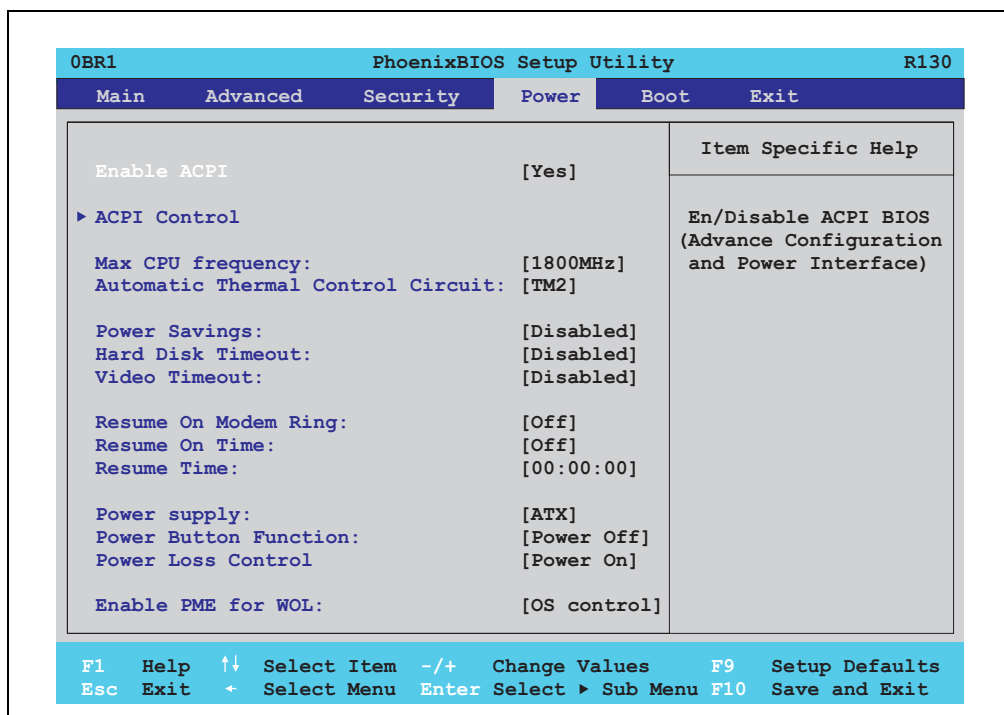 0BR1 PhoenixBIOS Setup Utility R130
Main Advanced Security Power Boot Exit
Item Specific Help
Enable ACPI [Yes]
▶ ACPI Control
En/Disable ACPI BIOS
(Advance Configuration
and Power Interface)
Max CPU frequency: [1800MHz]
Automatic Thermal Control Circuit: [TM2]
Power Savings: [Disabled]
Hard Disk Timeout: [Disabled]
Video Timeout: [Disabled]
Resume On Modem Ring: [Off]
Resume On Time: [Off]
Resume Time: [00:00:00]
Power supply: [ATX]
Power Button Function: [Power Off]
Power Loss Control [Power On]
Enable PME for WOL: [OS control]
F1 Help ↑↓ Select Item -/+ Change Values F9 Setup Defaults
Esc Exit ← Select Menu Enter Select ▶ Sub Menu F10 Save and Exit